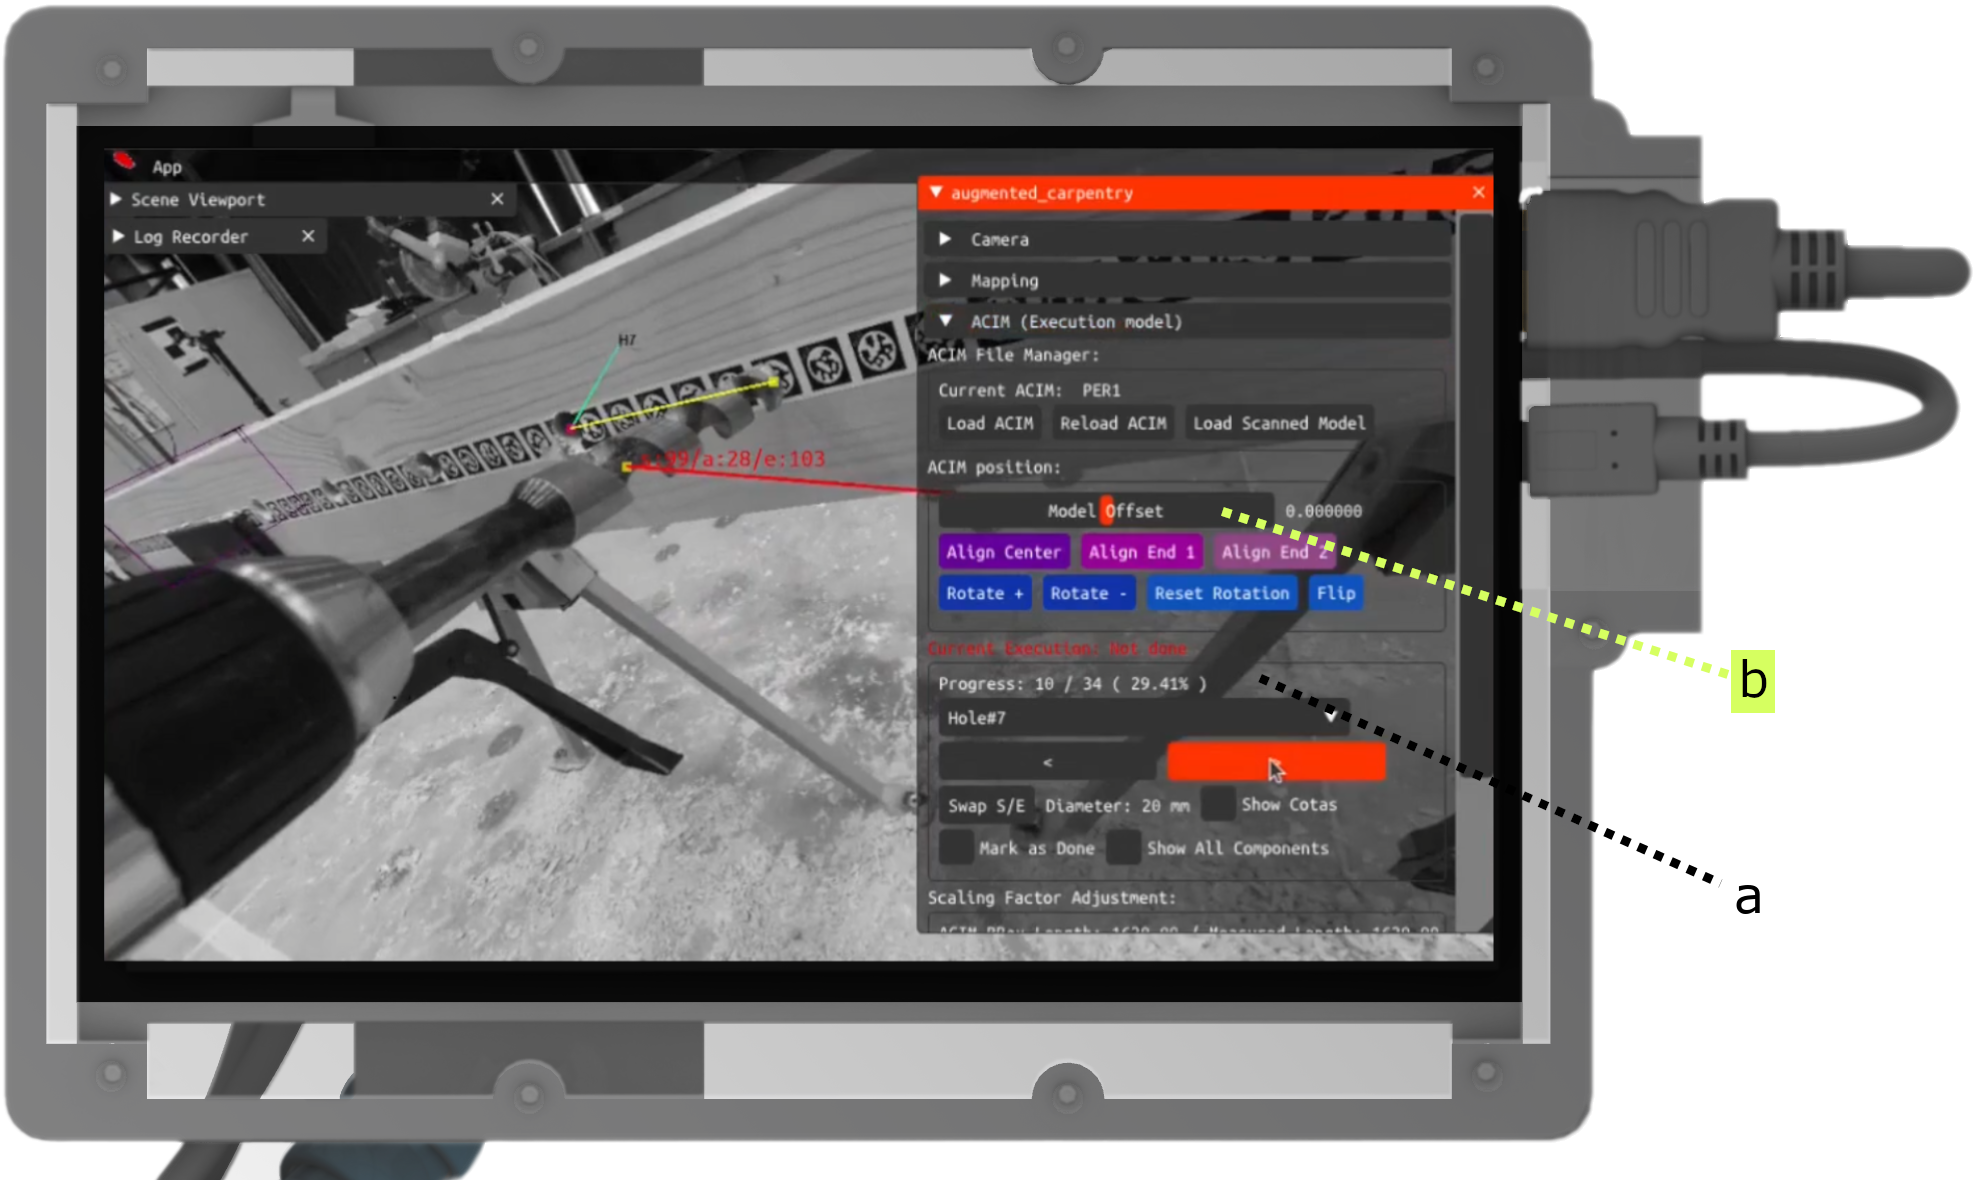 App
Scene Viewport
Log Recorder
augmented_carpentry
Camera
Mapping
ACIM (Execution model)
ACIM File Manager:
Current ACIM: PER1
Load ACIM Reload ACIM Load Scanned Model
ACIM position:
Model Offset 0.000000
Align Center Align End 1 Align End 2
Rotate + Rotate - Reset Rotation Flip
Current Execution: Not done
Progress: 10 / 34 ( 29.41% )
Hole#7
<
Swap S/E Diameter: 20 mm Show Cotas
Mark as Done Show All Components
Scaling Factor Adjustment:
H7
:99/a:28/e:103
b
a